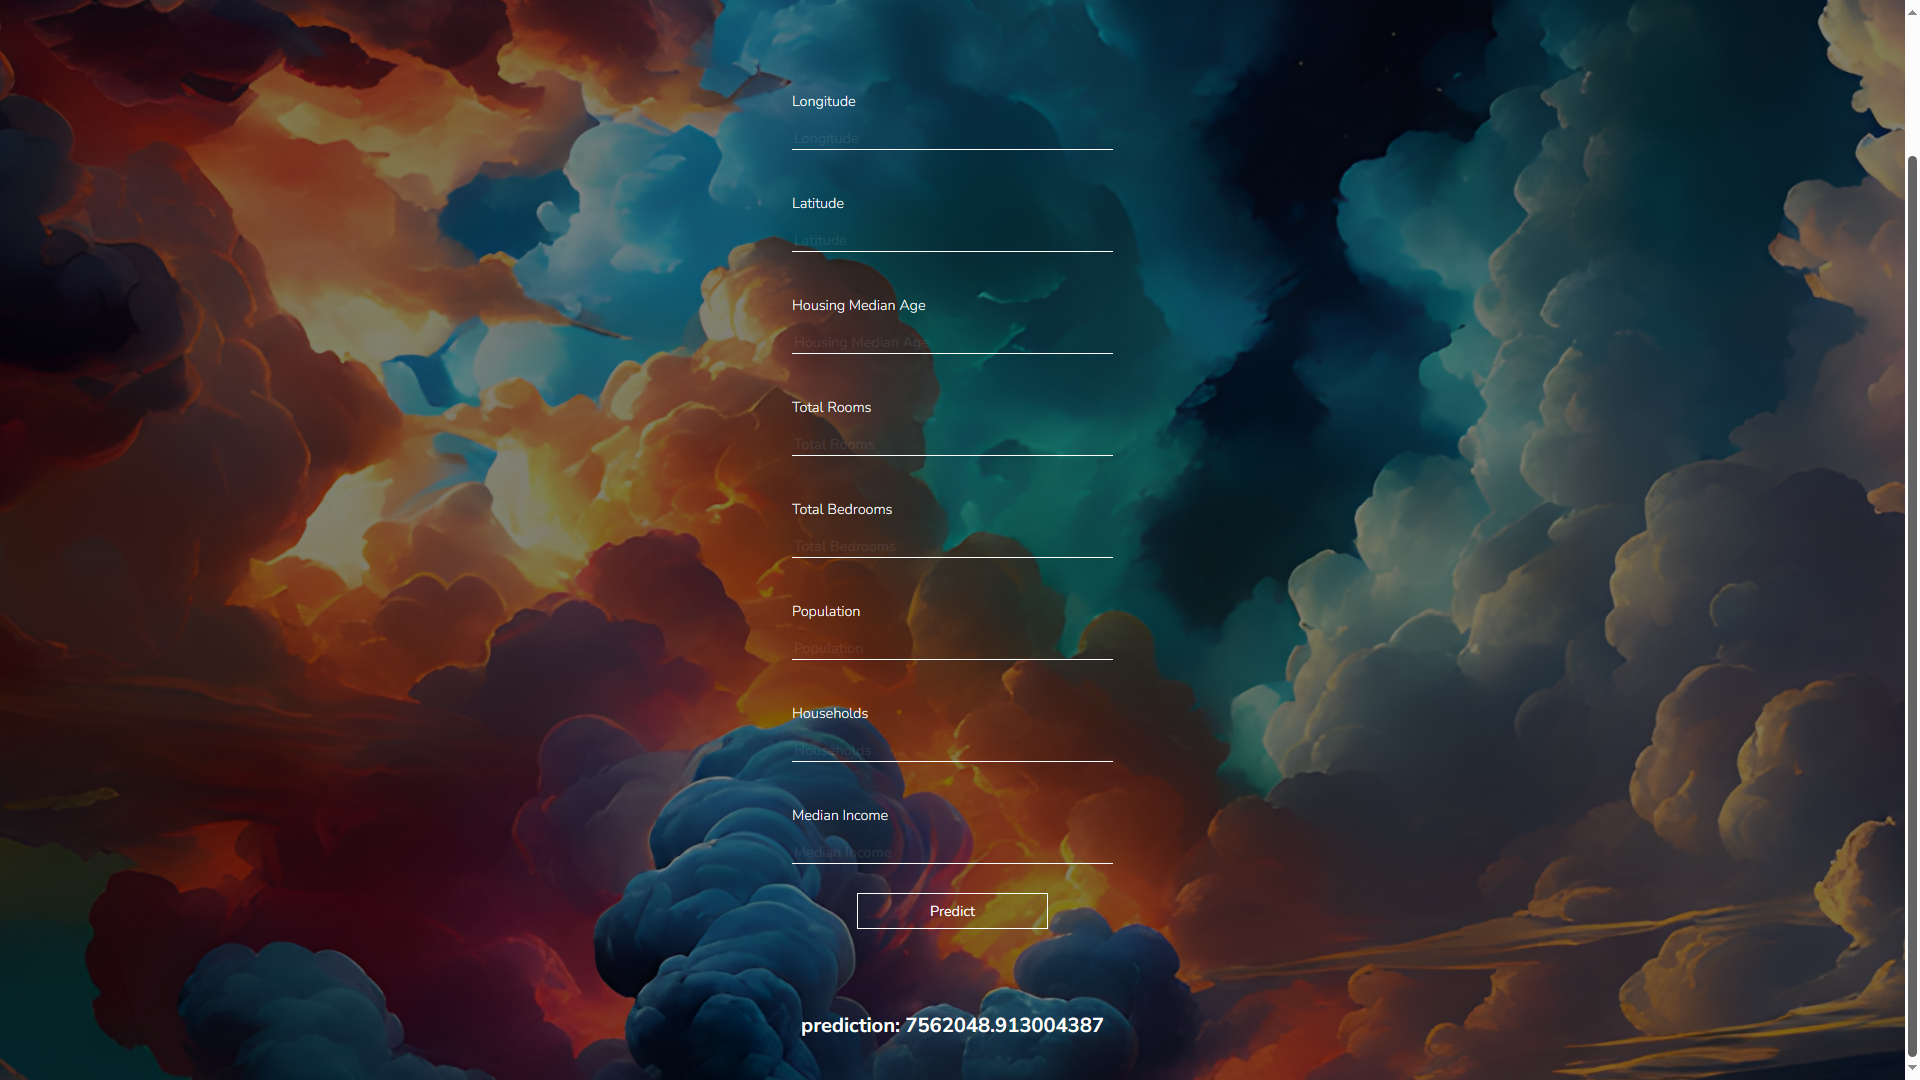 Longitude
Longitude
Latitude
Latitude
Housing Median Age
Housing Median Age
Total Rooms
Total Rooms
Total Bedrooms
Total Bedrooms
Population
Population
Households
Households
Median Income
Median Income
Predict
prediction: 7562048.913004387